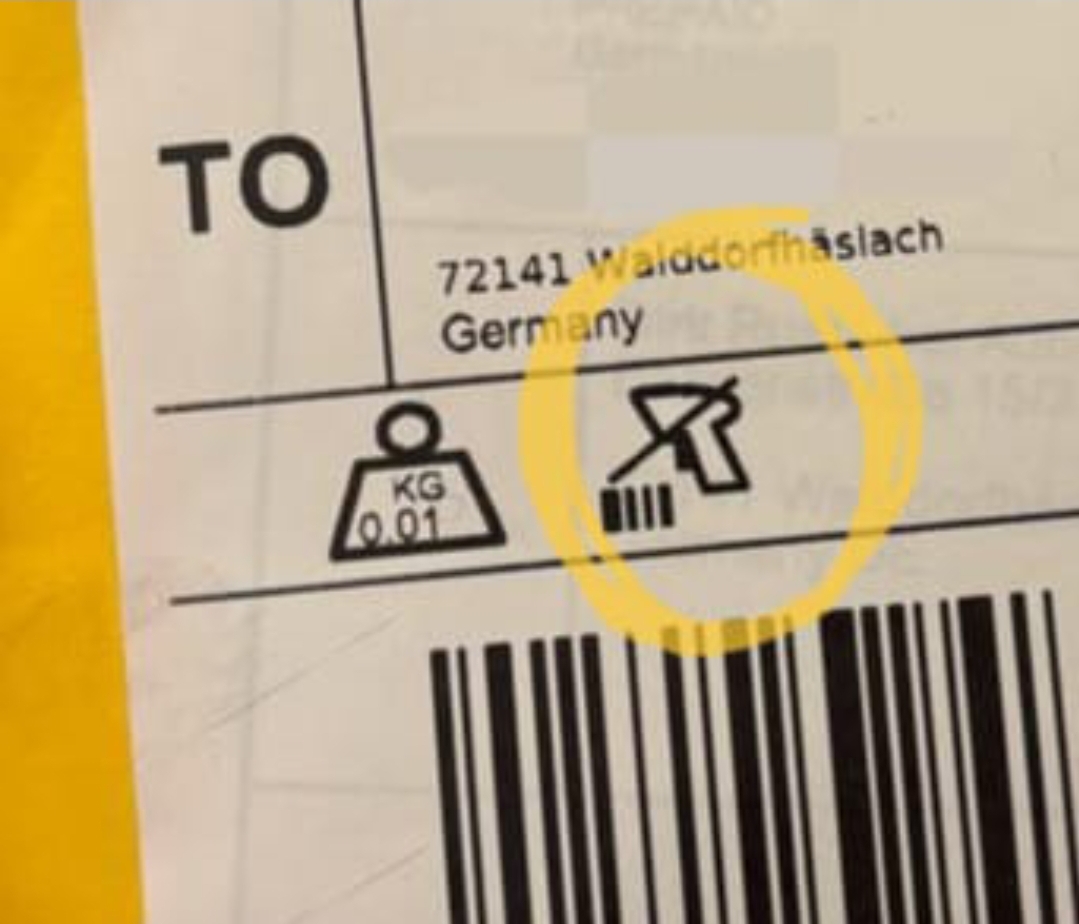 TO
72141 Walddorfhäslach
Germany
KG
0.01